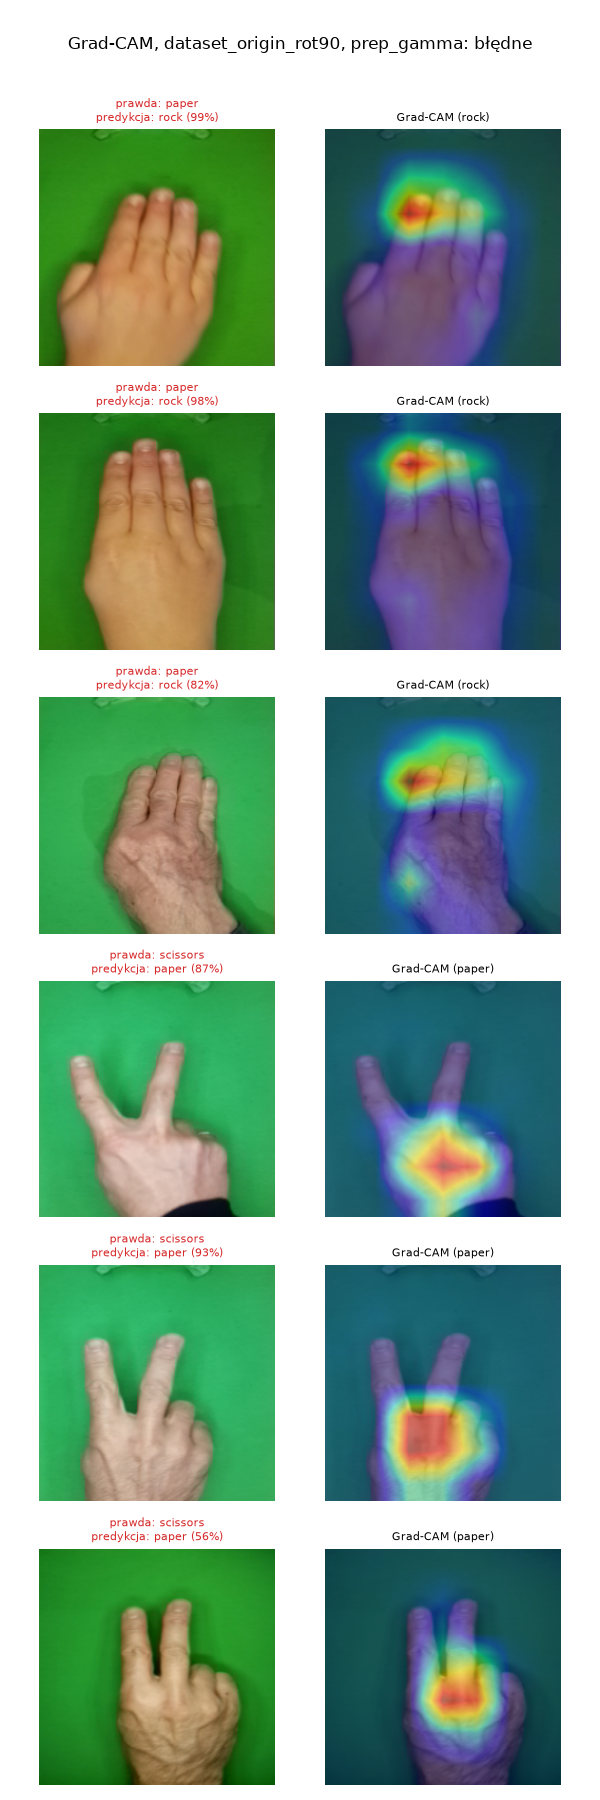 Grad-CAM, dataset_origin_rot90, prep_gamma: błędne
prawda: paper
predykcja: rock (99%)
Grad-CAM (rock)
prawda: paper
predykcja: rock (98%)
Grad-CAM (rock)
prawda: paper
predykcja: rock (82%)
Grad-CAM (rock)
prawda: scissors
predykcja: paper (87%)
Grad-CAM (paper)
prawda: scissors
predykcja: paper (93%)
Grad-CAM (paper)
prawda: scissors
predykcja: paper (56%)
Grad-CAM (paper)